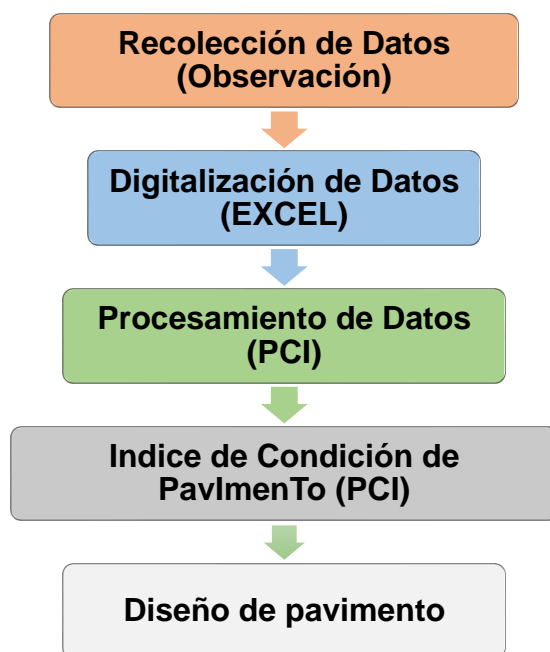 Recolección de Datos
(Observación)
Digitalización de Datos
(EXCEL)
Procesamiento de Datos
(PCI)
Indice de Condición de
PavImenTo (PCI)
Diseño de pavimento